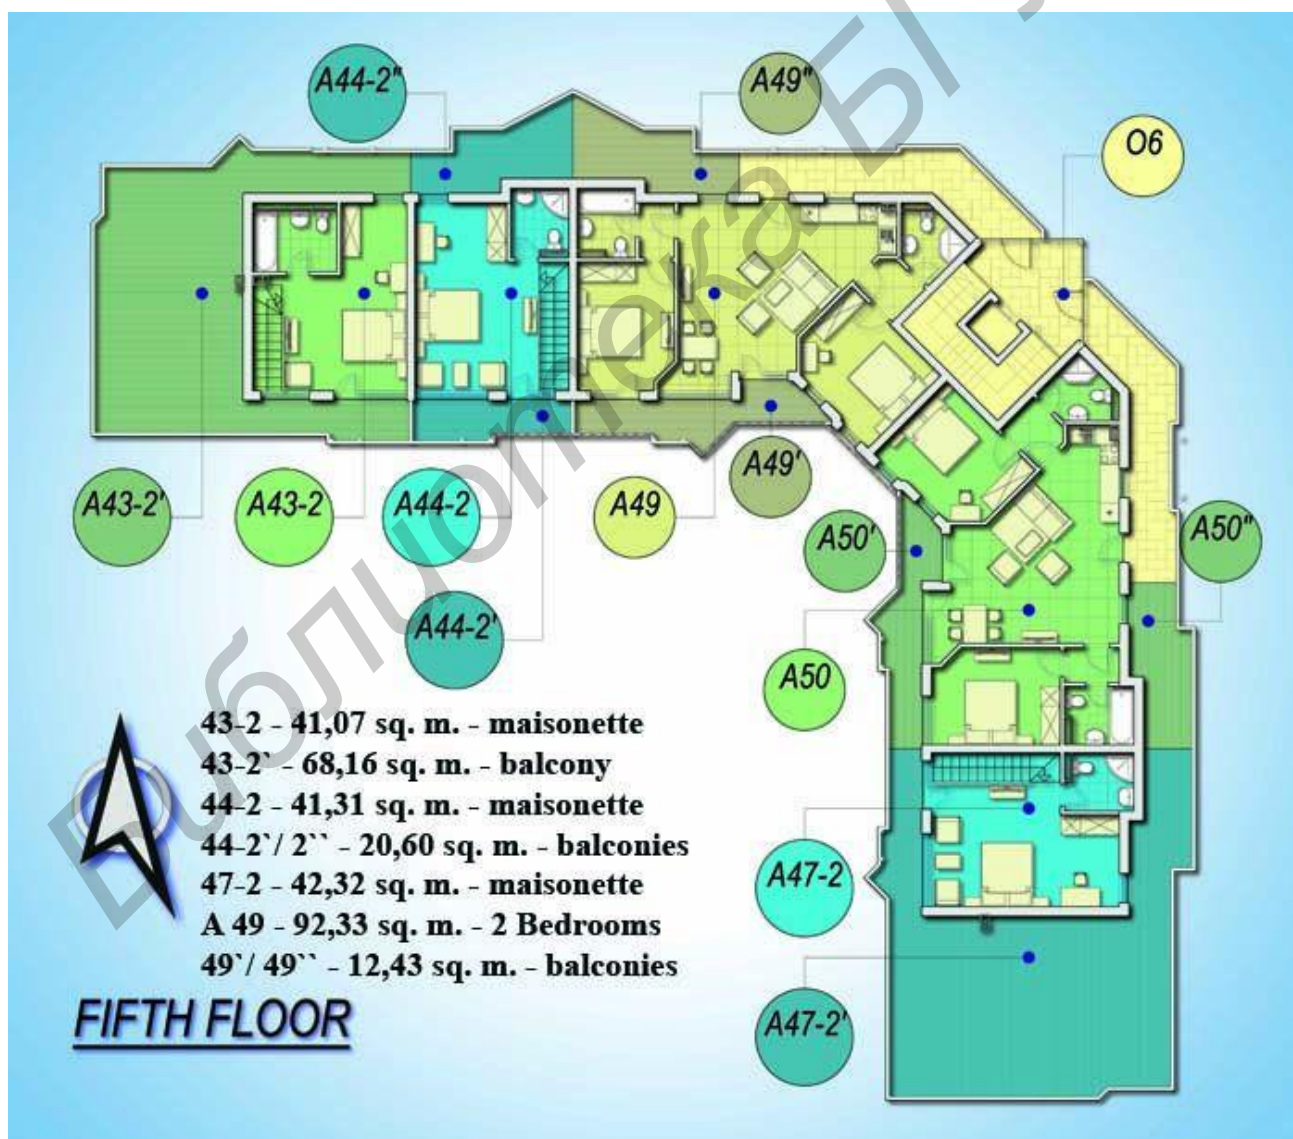 A44-2"
A49"
O6
A43-2'
A43-2
A44-2
A49
A49'
A50'
A50"
A44-2'
A50
43-2 - 41,07 sq. m. - maisonette
43-2` - 68,16 sq. m. - balcony
44-2 - 41,31 sq. m. - maisonette
44-2`/ 2`` - 20,60 sq. m. - balconies
47-2 - 42,32 sq. m. - maisonette
A 49 - 92,33 sq. m. - 2 Bedrooms
49`/ 49`` - 12,43 sq. m. - balconies
A47-2
A47-2'
FIFTH FLOOR
Библиотека БГ